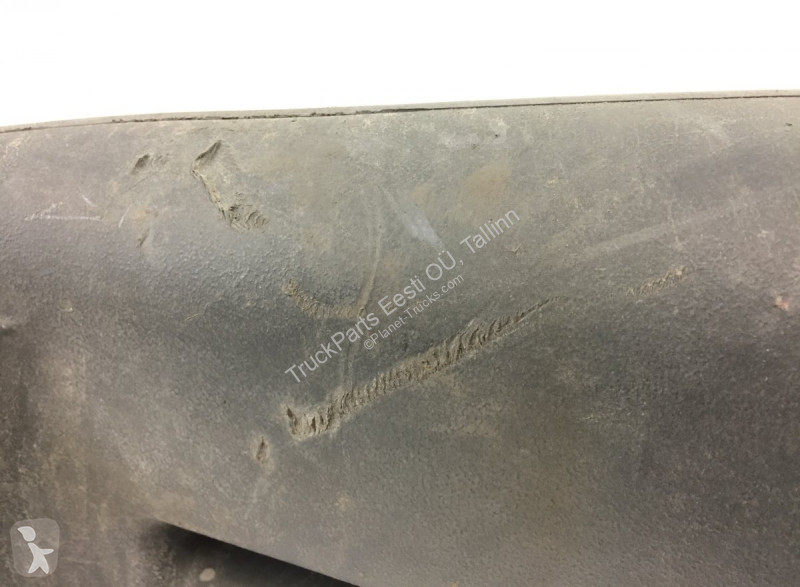 TruckParts Eesti OÜ, Tallinn
©Planet-Trucks.com